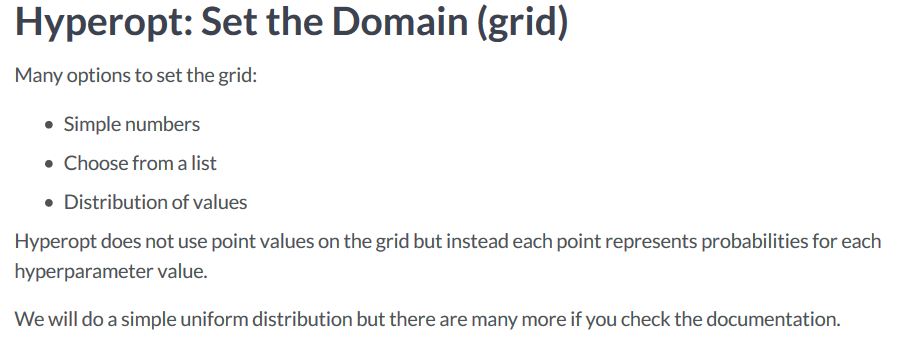 Hyperopt: Set the Domain (grid)
Many options to set the grid:
• Simple numbers
• Choose from a list
• Distribution of values
Hyperopt does not use point values on the grid but instead each point represents probabilities for each
hyperparameter value.
We will do a simple uniform distribution but there are many more if you check the documentation.